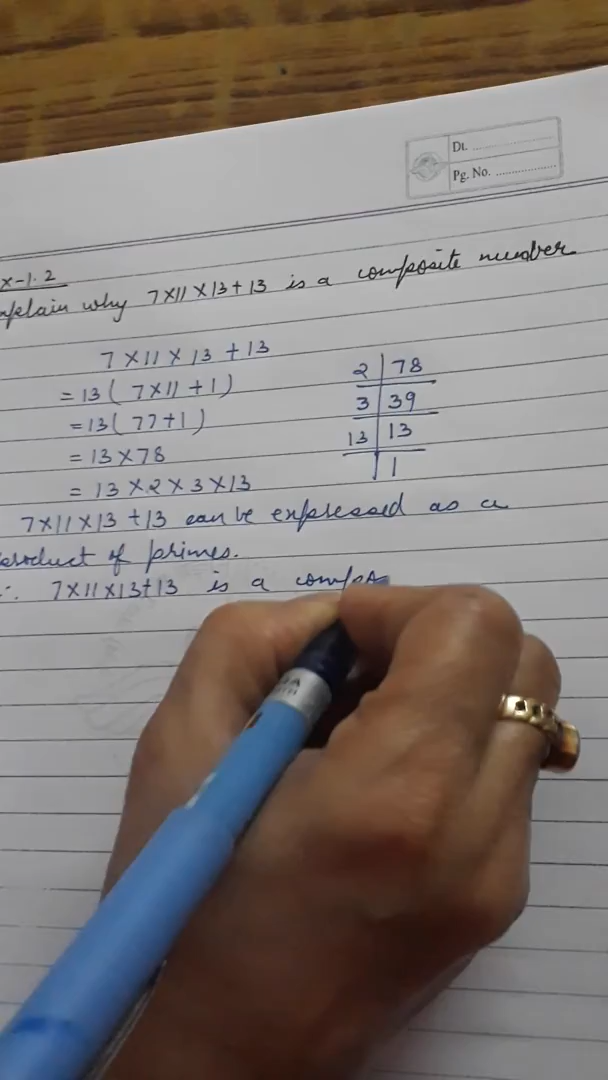 Dt. ....................
Pg. No. ....................
x-1.2
xplain why 7×11×13+13 is a composite number
7×11×13+13
=13(7×11+1)
=13(77+1)
=13×78
=13×2×3×13
2|78
3|39
13|13
|1
7×11×13+13 can be expressed as a
product of primes.
∴ 7×11×13+13 is a compo